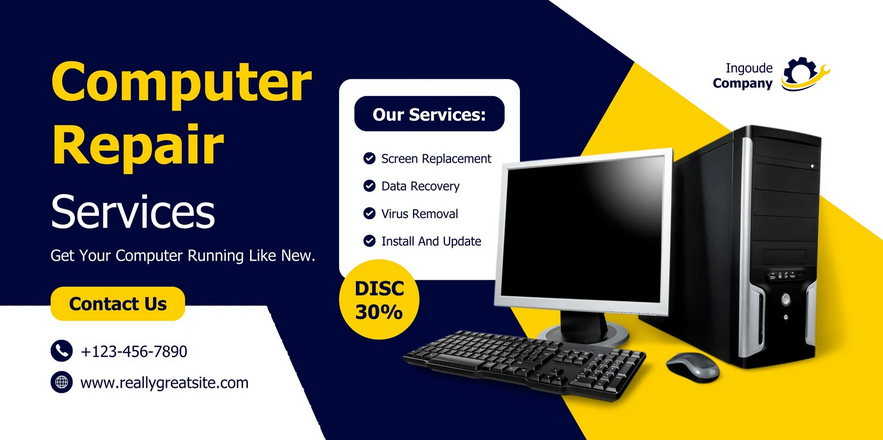 Computer
Repair
Services
Get Your Computer Running Like New.
Contact Us
+123-456-7890
www.reallygreatsite.com
Our Services:
Screen Replacement
Data Recovery
Virus Removal
Install And Update
DISC
30%
Ingoude
Company